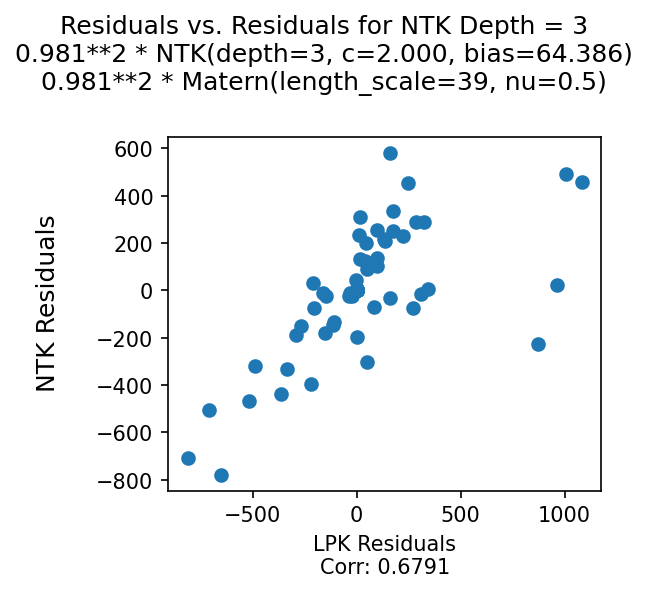 Residuals vs. Residuals for NTK Depth = 3
0.981**2 * NTK(depth=3, c=2.000, bias=64.386)
0.981**2 * Matern(length_scale=39, nu=0.5)
600
400
200
0
−200
−400
−600
−800
NTK Residuals
−500 0 500 1000
LPK Residuals
Corr: 0.6791